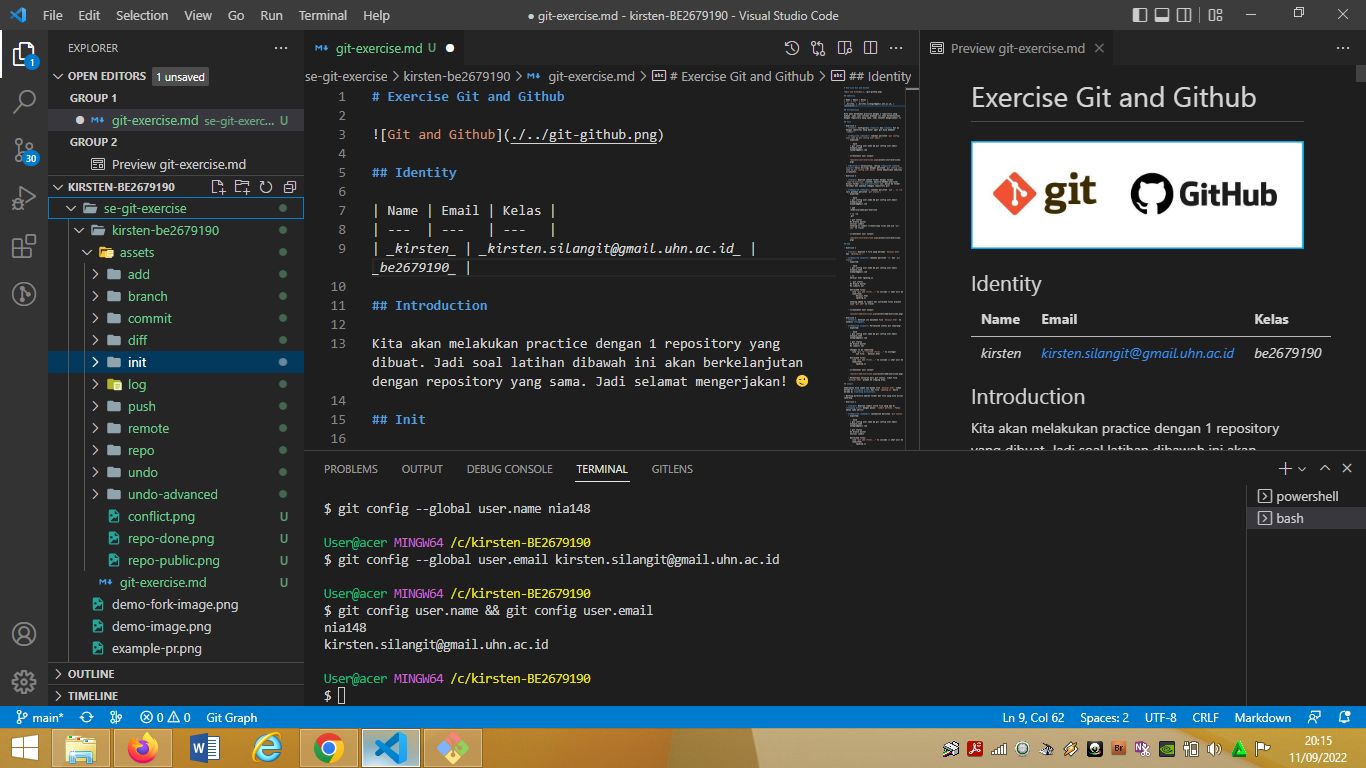 File Edit Selection View Go Run Terminal Help
● git-exercise.md - kirsten-BE2679190 - Visual Studio Code
EXPLORER
OPEN EDITORS 1 unsaved
GROUP 1
git-exercise.md se-git-exerc... U
GROUP 2
Preview git-exercise.md
KIRSTEN-BE2679190
se-git-exercise
kirsten-be2679190
assets
add
branch
commit
diff
init
log
push
remote
repo
undo
undo-advanced
conflict.png U
repo-done.png U
repo-public.png U
git-exercise.md U
demo-fork-image.png
demo-image.png
example-pr.png
OUTLINE
TIMELINE
1
30
git-exercise.md U
se-git-exercise > kirsten-be2679190 > git-exercise.md > # Exercise Git and Github > ## Identity
1 # Exercise Git and Github
2
3 ![Git and Github](./../git-github.png)
4
5 ## Identity
6
7 | Name | Email | Kelas |
8 | --- | --- | --- |
9 | _kirsten_ | _kirsten.silangit@gmail.uhn.ac.id_ |
_be2679190_ |
10
11 ## Introduction
12
13 Kita akan melakukan practice dengan 1 repository yang
dibuat. Jadi soal latihan dibawah ini akan berkelanjutan
dengan repository yang sama. Jadi selamat mengerjakan! 🙂
14
15 ## Init
16
Preview git-exercise.md
Exercise Git and Github
git GitHub
Identity
Name Email Kelas
kirsten kirsten.silangit@gmail.uhn.ac.id be2679190
Introduction
Kita akan melakukan practice dengan 1 repository
yang dibuat. Jadi soal latihan dibawah ini akan
PROBLEMS OUTPUT DEBUG CONSOLE TERMINAL GITLENS
$ git config --global user.name nia148
User@acer MINGW64 /c/kirsten-BE2679190
$ git config --global user.email kirsten.silangit@gmail.uhn.ac.id
User@acer MINGW64 /c/kirsten-BE2679190
$ git config user.name && git config user.email
nia148
kirsten.silangit@gmail.uhn.ac.id
User@acer MINGW64 /c/kirsten-BE2679190
$
powershell
bash
main* 0 0 Git Graph
Ln 9, Col 62 Spaces: 2 UTF-8 CRLF Markdown
20:15
11/09/2022